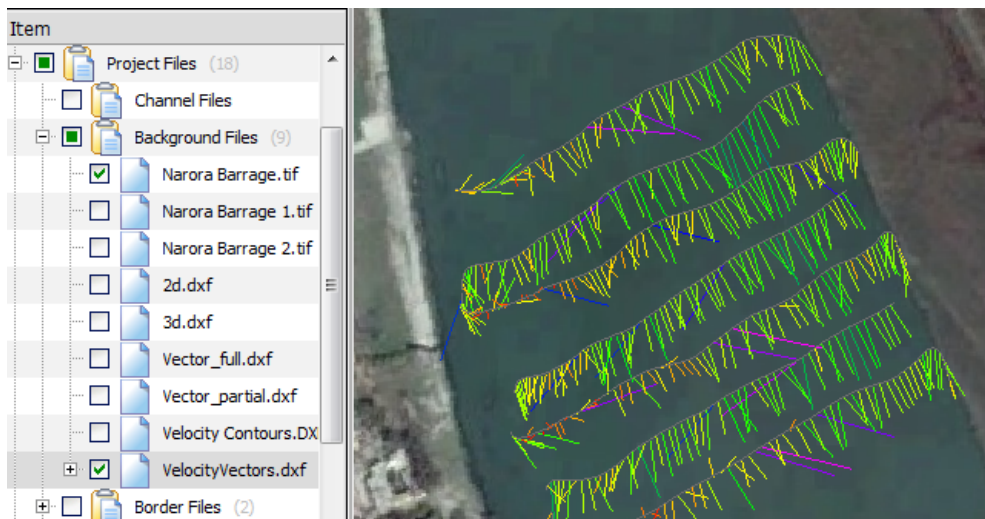 Item
Project Files (18)
Channel Files
Background Files (9)
Narora Barrage.tif
Narora Barrage 1.tif
Narora Barrage 2.tif
2d.dxf
3d.dxf
Vector_full.dxf
Vector_partial.dxf
Velocity Contours.DX
VelocityVectors.dxf
Border Files (2)